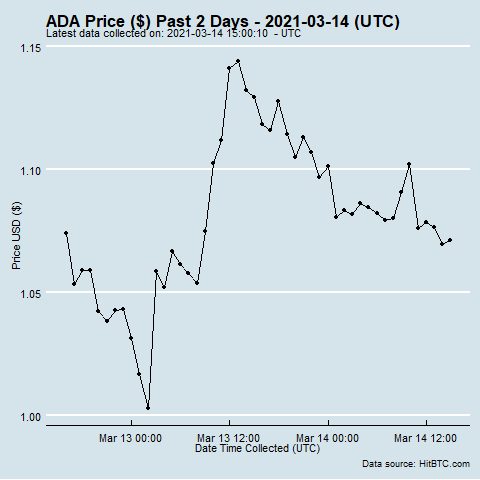 ADA Price ($) Past 2 Days - 2021-03-14 (UTC)
Latest data collected on: 2021-03-14 15:00:10  - UTC
1.15
1.10
Price USD ($)
1.05
1.00
Mar 13 00:00 Mar 13 12:00 Mar 14 00:00 Mar 14 12:00
Date Time Collected (UTC)
Data source: HitBTC.com